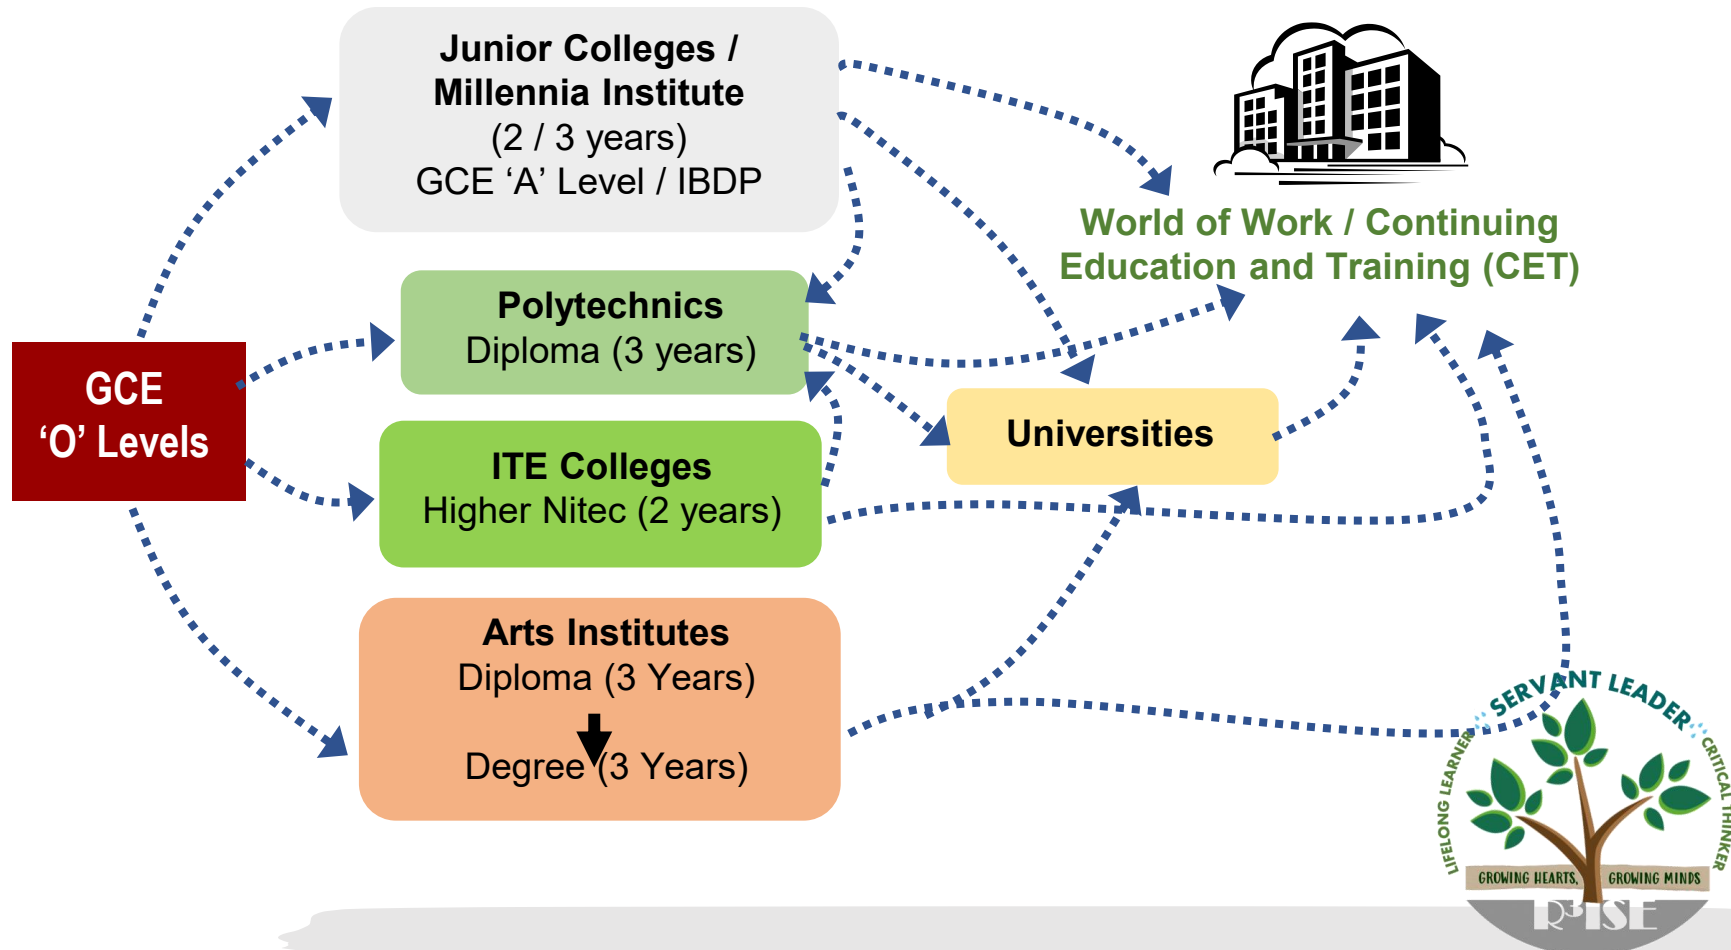 Junior Colleges /
Millennia Institute
(2 / 3 years)
GCE ‘A’ Level / IBDP
World of Work / Continuing
Education and Training (CET)
Polytechnics
Diploma (3 years)
GCE
‘O’ Levels
Universities
ITE Colleges
Higher Nitec (2 years)
Arts Institutes
Diploma (3 Years)
Degree (3 Years)
LIFELONG LEARNER
SERVANT LEADER
CRITICAL THINKER
GROWING HEARTS, GROWING MINDS
R³ISE